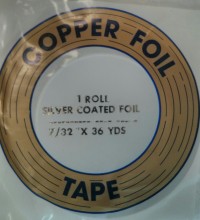 COPPER FOIL
1 ROLL
SILVER COATED FOIL
7/32 "X 36 YDS
TAPE